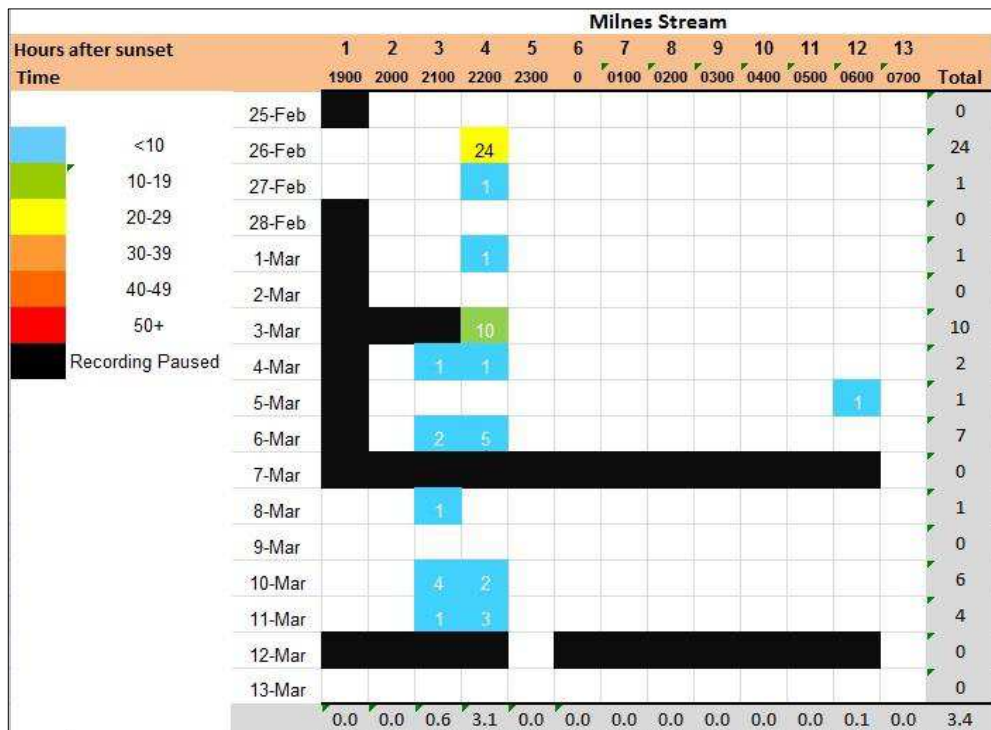 Milnes Stream
Hours after sunset 1 2 3 4 5 6 7 8 9 10 11 12 13
Time 1900 2000 2100 2200 2300 0 0100 0200 0300 0400 0500 0600 0700 Total
25-Feb 0
<10 26-Feb 24 24
10-19 27-Feb 1 1
20-29 28-Feb 0
30-39 1-Mar 1 1
40-49 2-Mar 0
50+ 3-Mar 10 10
Recording Paused 4-Mar 1 1 2
5-Mar 1 1
6-Mar 2 5 7
7-Mar 0
8-Mar 1 1
9-Mar 0
10-Mar 4 2 6
11-Mar 1 3 4
12-Mar 0
13-Mar 0
0.0 0.0 0.6 3.1 0.0 0.0 0.0 0.0 0.0 0.0 0.0 0.1 0.0 3.4